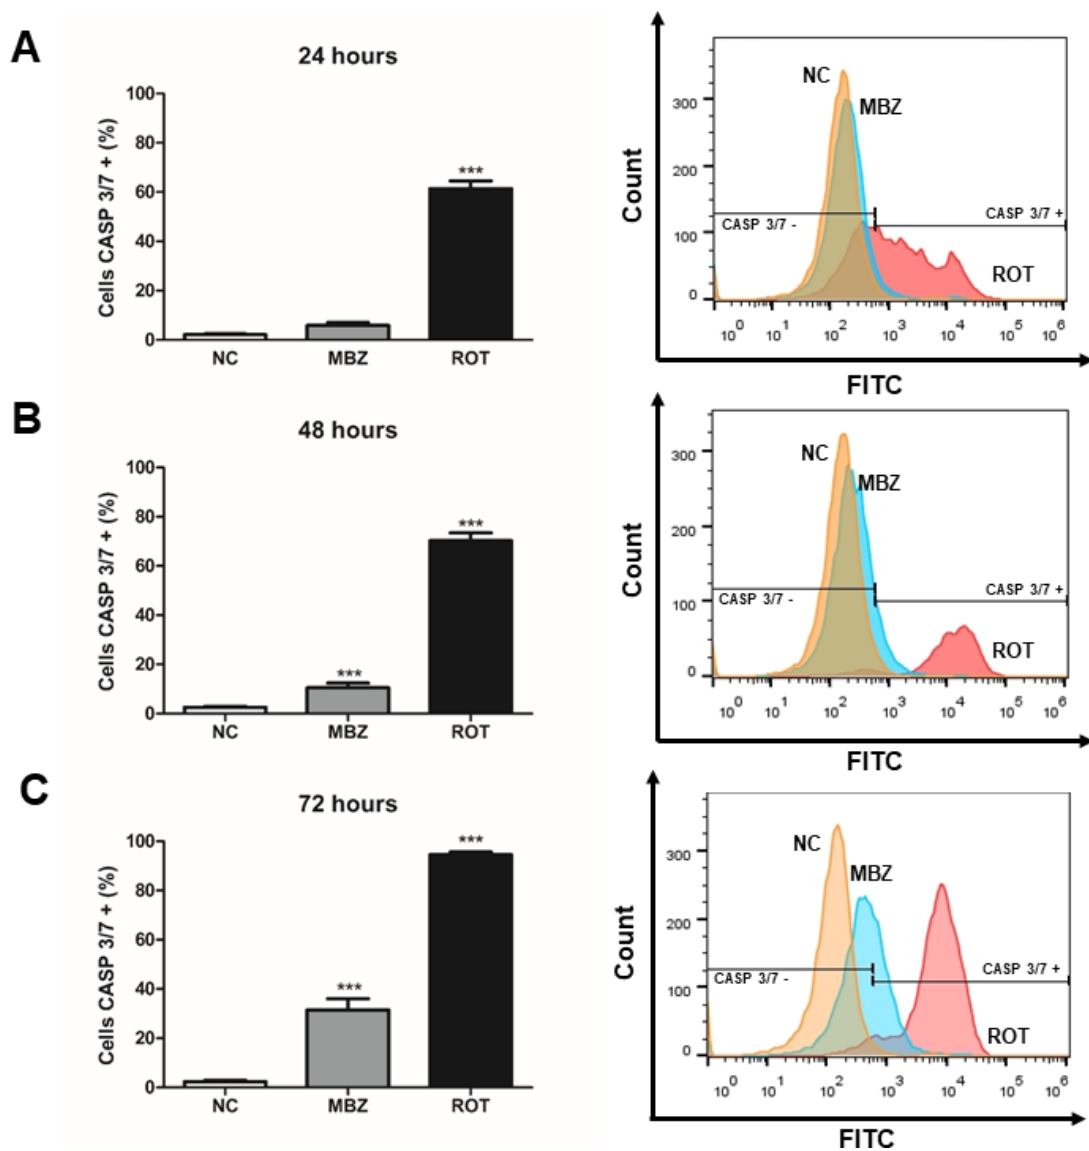 A
24 hours
Cells CASP 3/7 + (%)
100
80
60
40
20
0
***
NC MBZ ROT
Count
300
200
100
0
NC
MBZ
CASP 3/7 -
CASP 3/7 +
ROT
10^0 10^1 10^2 10^3 10^4 10^5 10^6
FITC
B
48 hours
Cells CASP 3/7 + (%)
100
80
60
40
20
0
***
***
NC MBZ ROT
Count
300
200
100
0
NC
MBZ
CASP 3/7 -
CASP 3/7 +
ROT
10^0 10^1 10^2 10^3 10^4 10^5 10^6
FITC
C
72 hours
Cells CASP 3/7 + (%)
100
80
60
40
20
0
***
***
NC MBZ ROT
Count
300
200
100
0
NC
MBZ
CASP 3/7 -
CASP 3/7 +
ROT
10^0 10^1 10^2 10^3 10^4 10^5 10^6
FITC